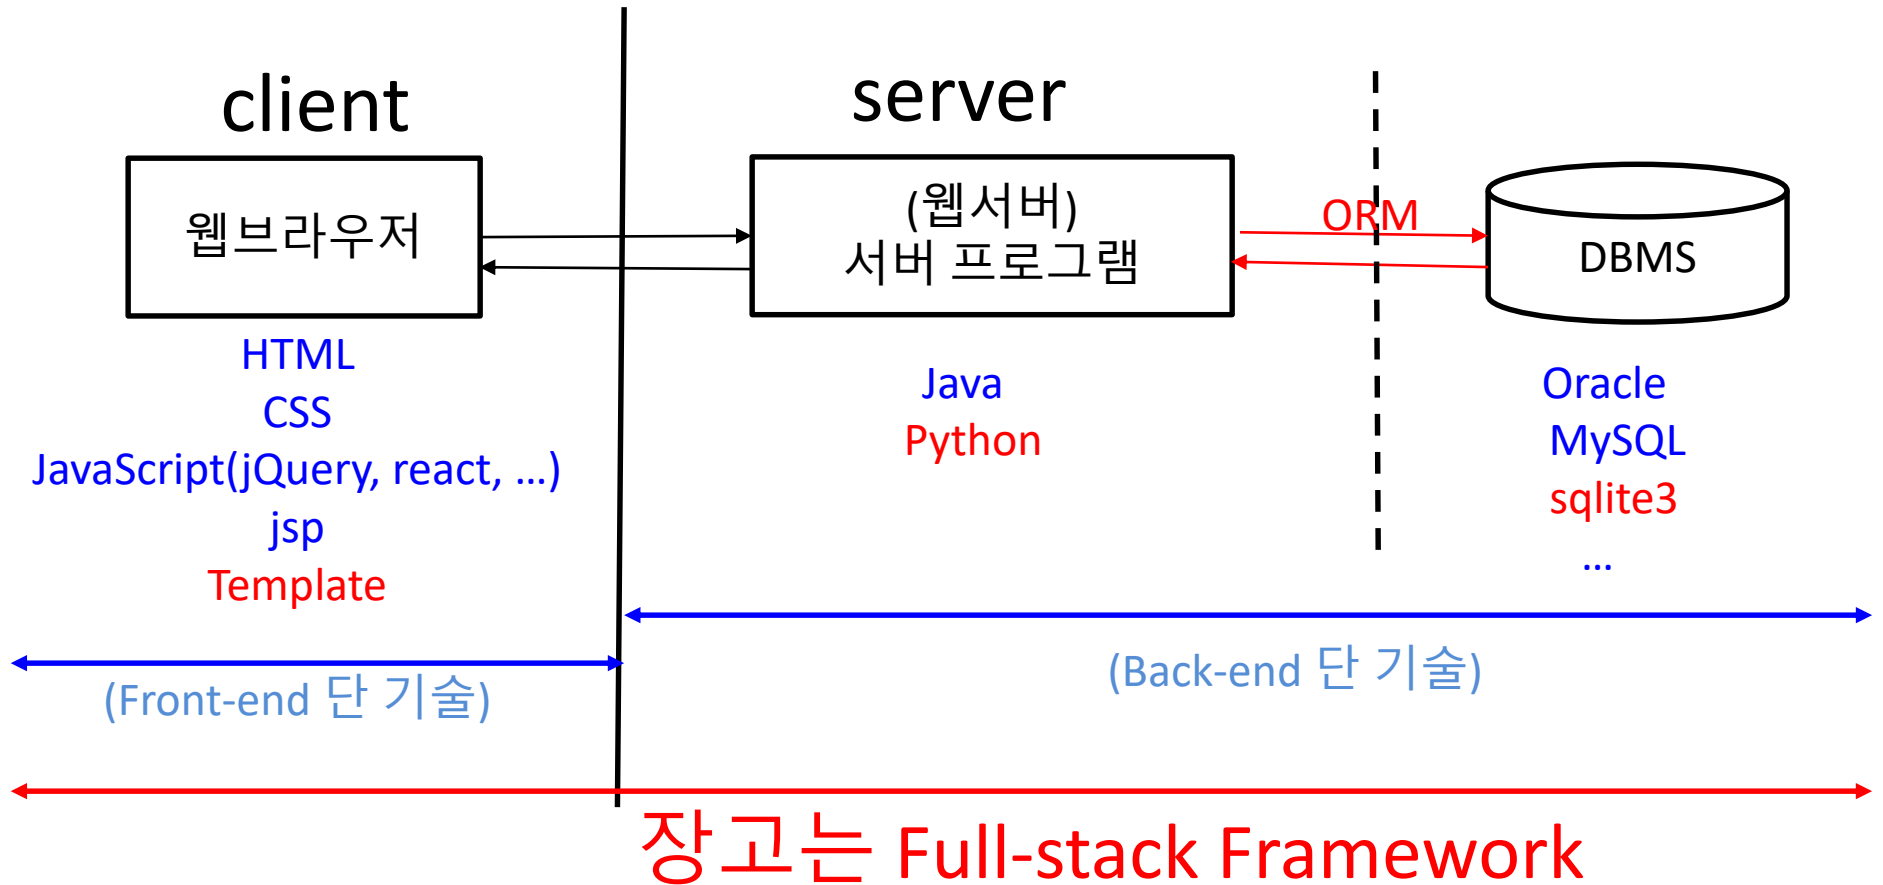 client
server
웹브라우저
(웹서버)
서버 프로그램
ORM
DBMS
HTML
CSS
JavaScript(jQuery, react, ...)
jsp
Template
Java
Python
Oracle
MySQL
sqlite3
...
(Front-end 단 기술)
(Back-end 단 기술)
장고는 Full-stack Framework